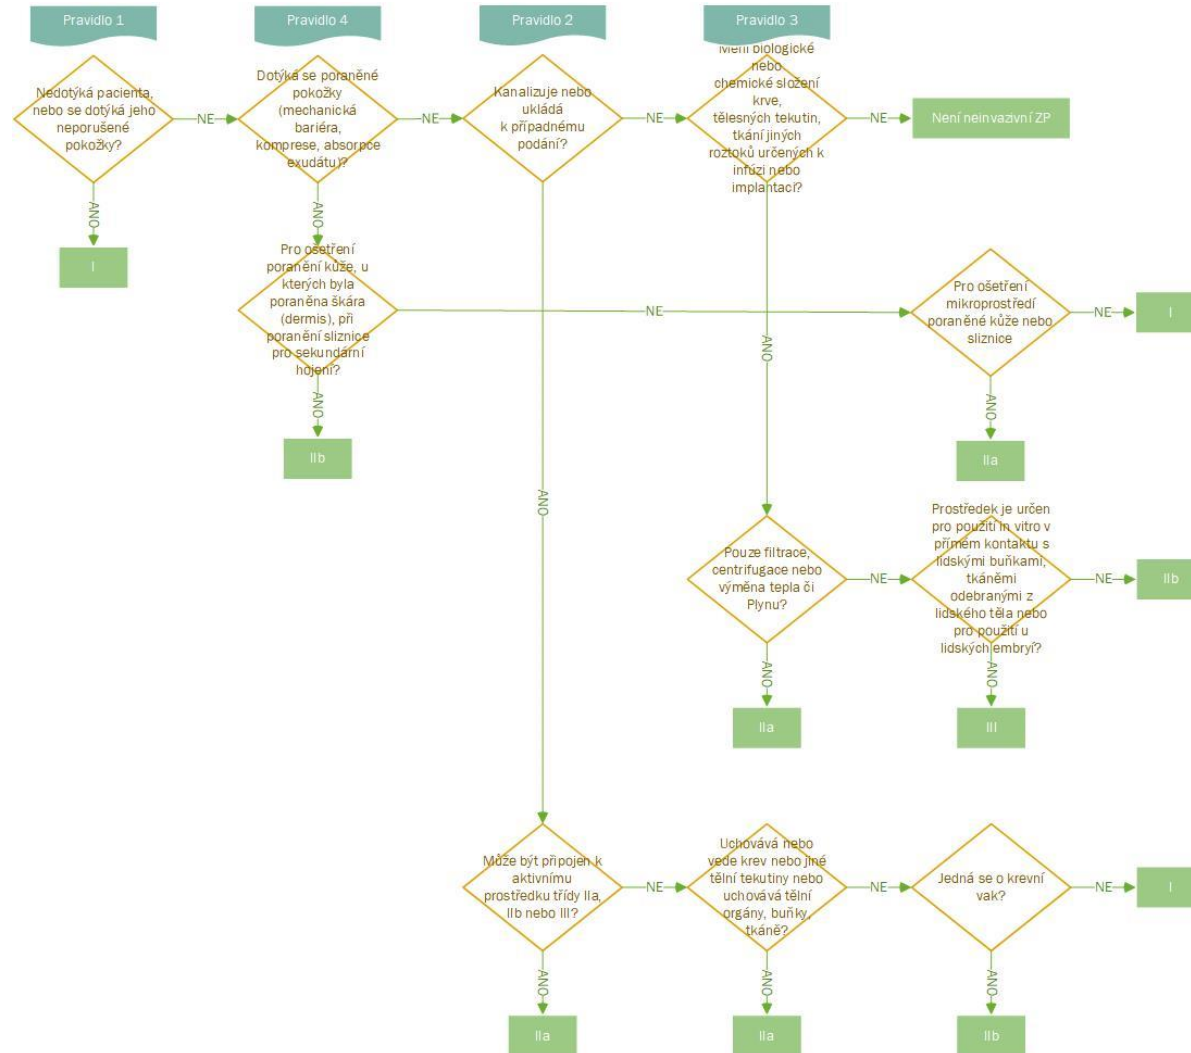 Pravidlo 1
Pravidlo 4
Pravidlo 2
Pravidlo 3
Nedotýká pacienta,
nebo se dotýká jeho
neporušené
pokožky?
NE
Dotýká se poraněné
pokožky
(mechanická
bariéra,
komprese, absorpce
exudátu)?
NE
Kanalizuje nebo
ukládá
k případnému
podání?
NE
Mění biologické
nebo
chemické složení
krve,
tělesných tekutin,
tkání jiných
roztoků určených k
infúzi nebo
implantaci?
NE
Není neinvazivní ZP
ANO
ANO
ANO
ANO
I
Pro ošetření
poranění kůže, u
kterých byla
poraněna škára
(dermis), při
poranění sliznice
pro sekundární
hojení?
NE
Pro ošetření
mikroprostředí
poraněné kůže nebo
sliznice
NE
I
ANO
ANO
IIb
IIa
Pouze filtrace,
centrifugace nebo
výměna tepla či
Plynu?
NE
Prostředek je určen
pro použití in vitro v
přímém kontaktu s
lidskými buňkami,
tkáněmi
odebranými z
lidského těla nebo
pro použití u
lidských embryí?
NE
IIb
ANO
ANO
IIa
III
Může být připojen k
aktivnímu
prostředku třídy IIa,
IIb nebo III?
NE
Uchovává nebo
vede krev nebo jiné
tělní tekutiny nebo
uchovává tělní
orgány, buňky,
tkáně?
NE
Jedná se o krevní
vak?
NE
I
ANO
ANO
ANO
IIa
IIa
IIb